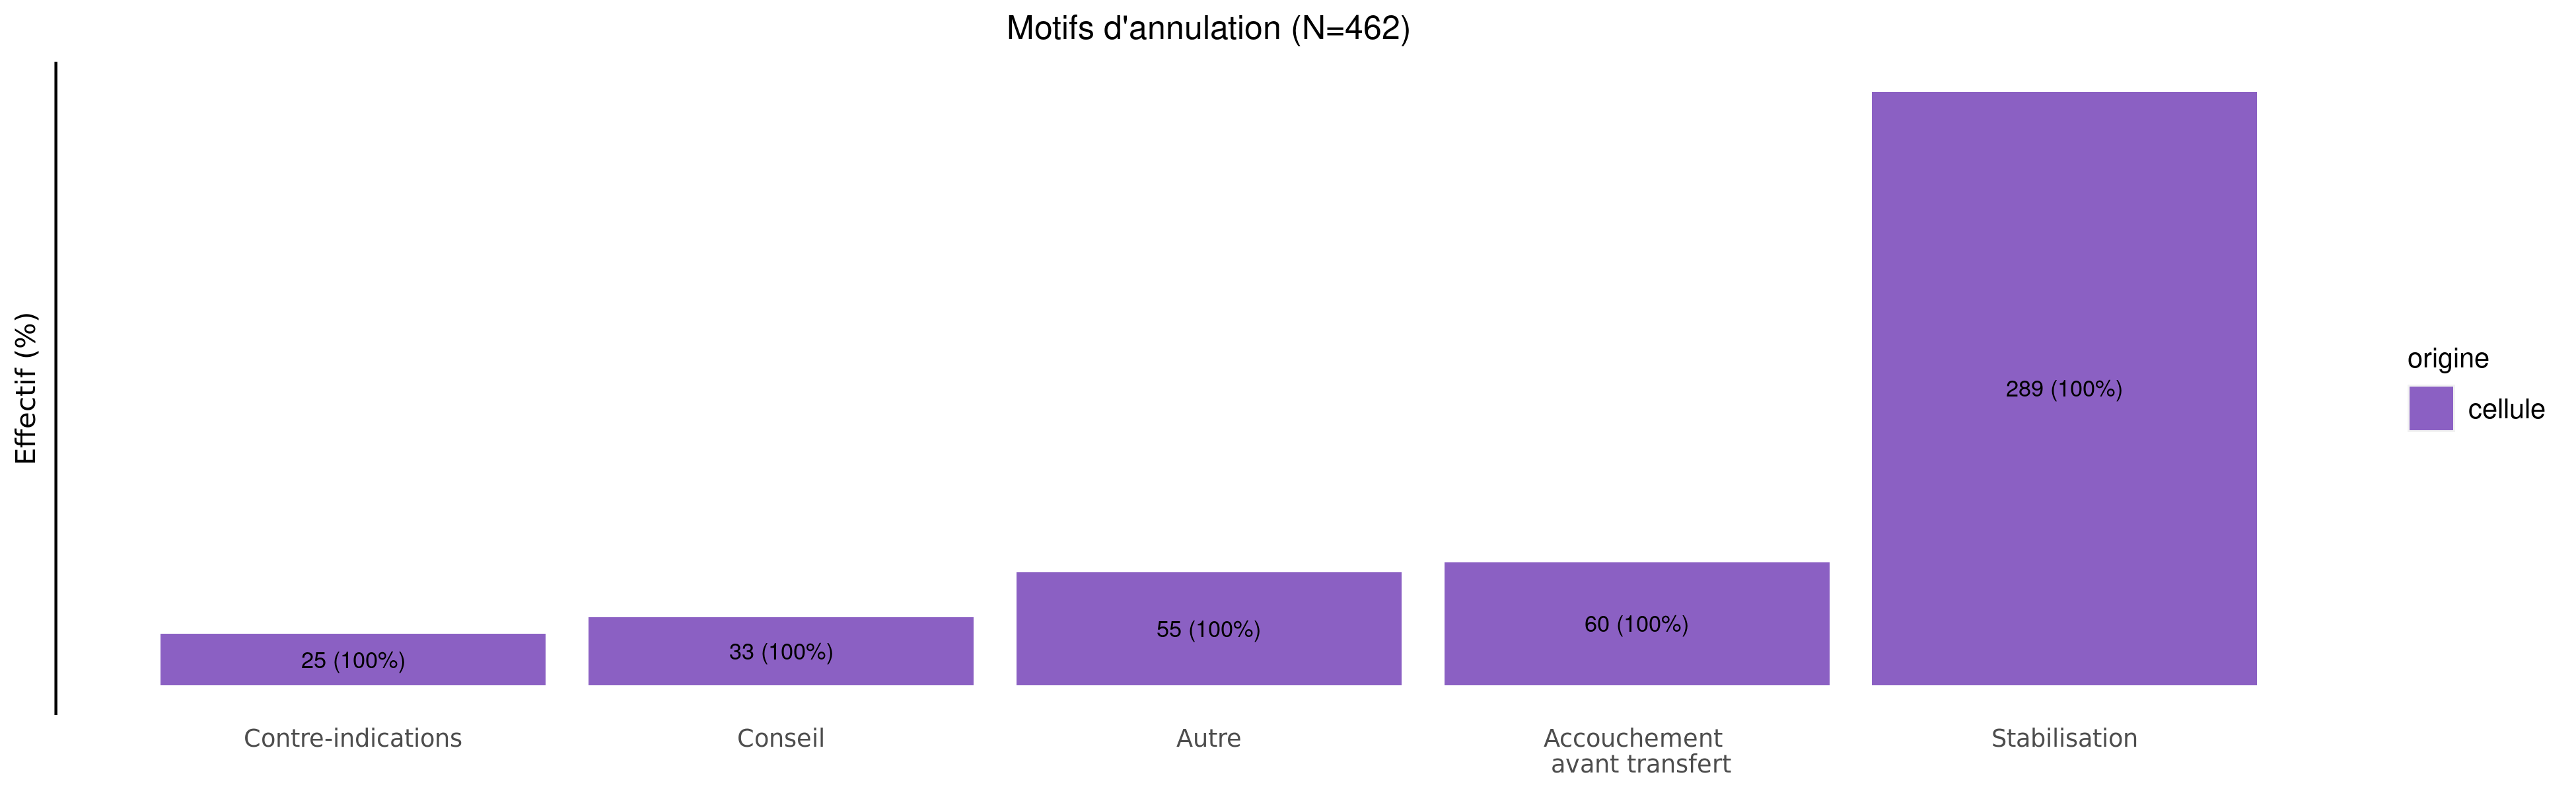 Motifs d'annulation (N=462)
Effectif (%)
289 (100%)
origine
cellule
60 (100%)
55 (100%)
33 (100%)
25 (100%)
Contre-indications
Conseil
Autre
Accouchement
avant transfert
Stabilisation